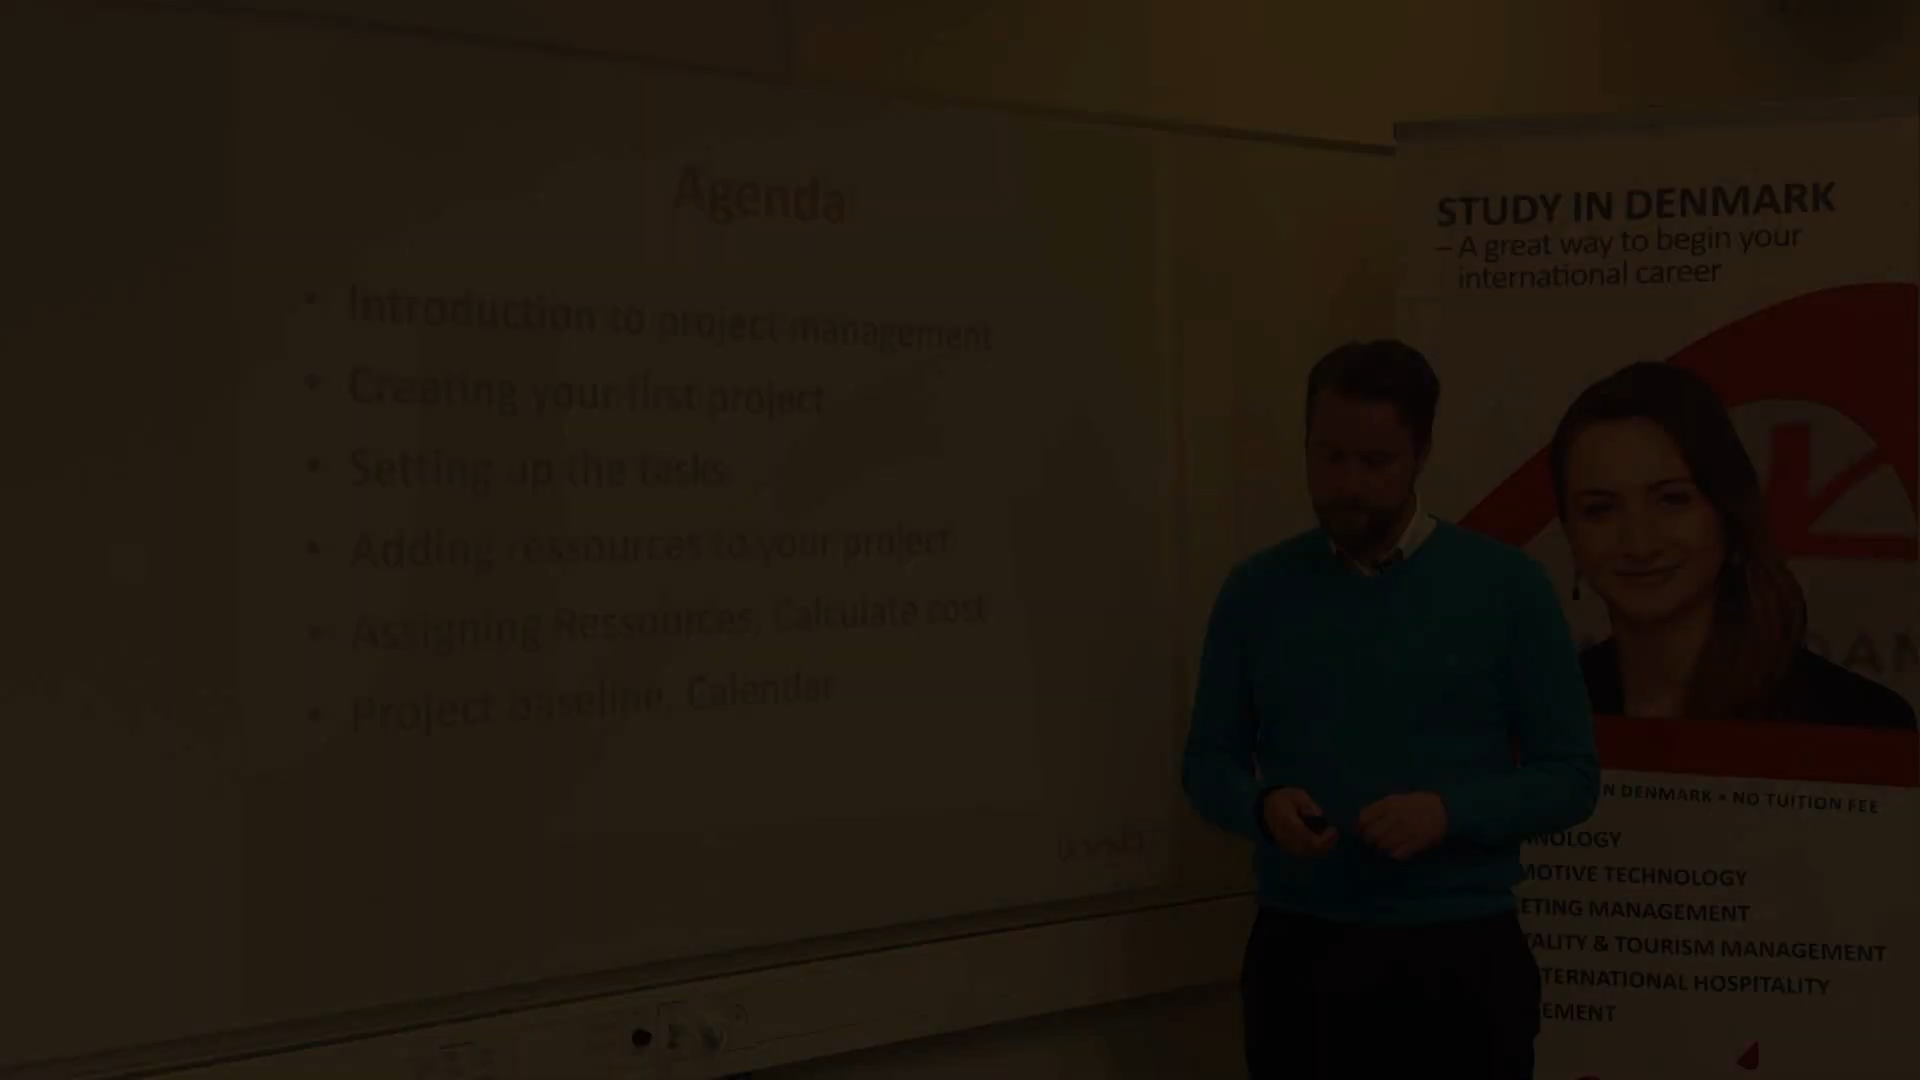 Agenda
• Introduction to project management
• Creating your first project
• Setting up the tasks
• Adding ressources to your project
• Assigning Ressources, Calculate cost
• Project baseline, Calendar
STUDY IN DENMARK
– A great way to begin your
international career
DAN
N DENMARK • NO TUITION FEE
NOLOGY
MOTIVE TECHNOLOGY
ETING MANAGEMENT
TALITY & TOURISM MANAGEMENT
TERNATIONAL HOSPITALITY
EMENT